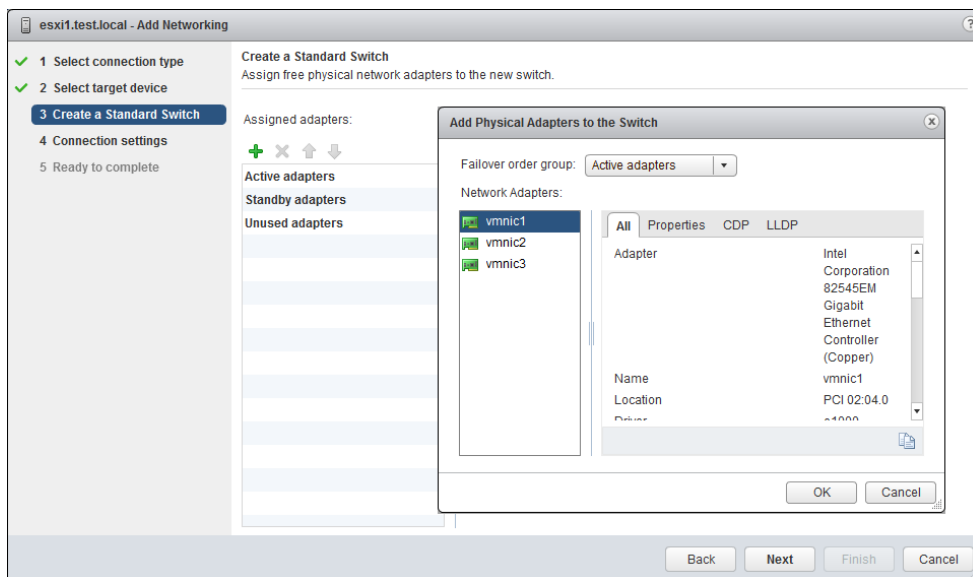 esxi1.test.local - Add Networking
?
1 Select connection type
2 Select target device
3 Create a Standard Switch
4 Connection settings
5 Ready to complete
Create a Standard Switch
Assign free physical network adapters to the new switch.
Assigned adapters:
Active adapters
Standby adapters
Unused adapters
Add Physical Adapters to the Switch
Failover order group: Active adapters
Network Adapters:
vmnic1
vmnic2
vmnic3
All Properties CDP LLDP
Adapter Intel
Corporation
82545EM
Gigabit
Ethernet
Controller
(Copper)
Name vmnic1
Location PCI 02:04.0
Driver e1000
OK Cancel
Back Next Finish Cancel